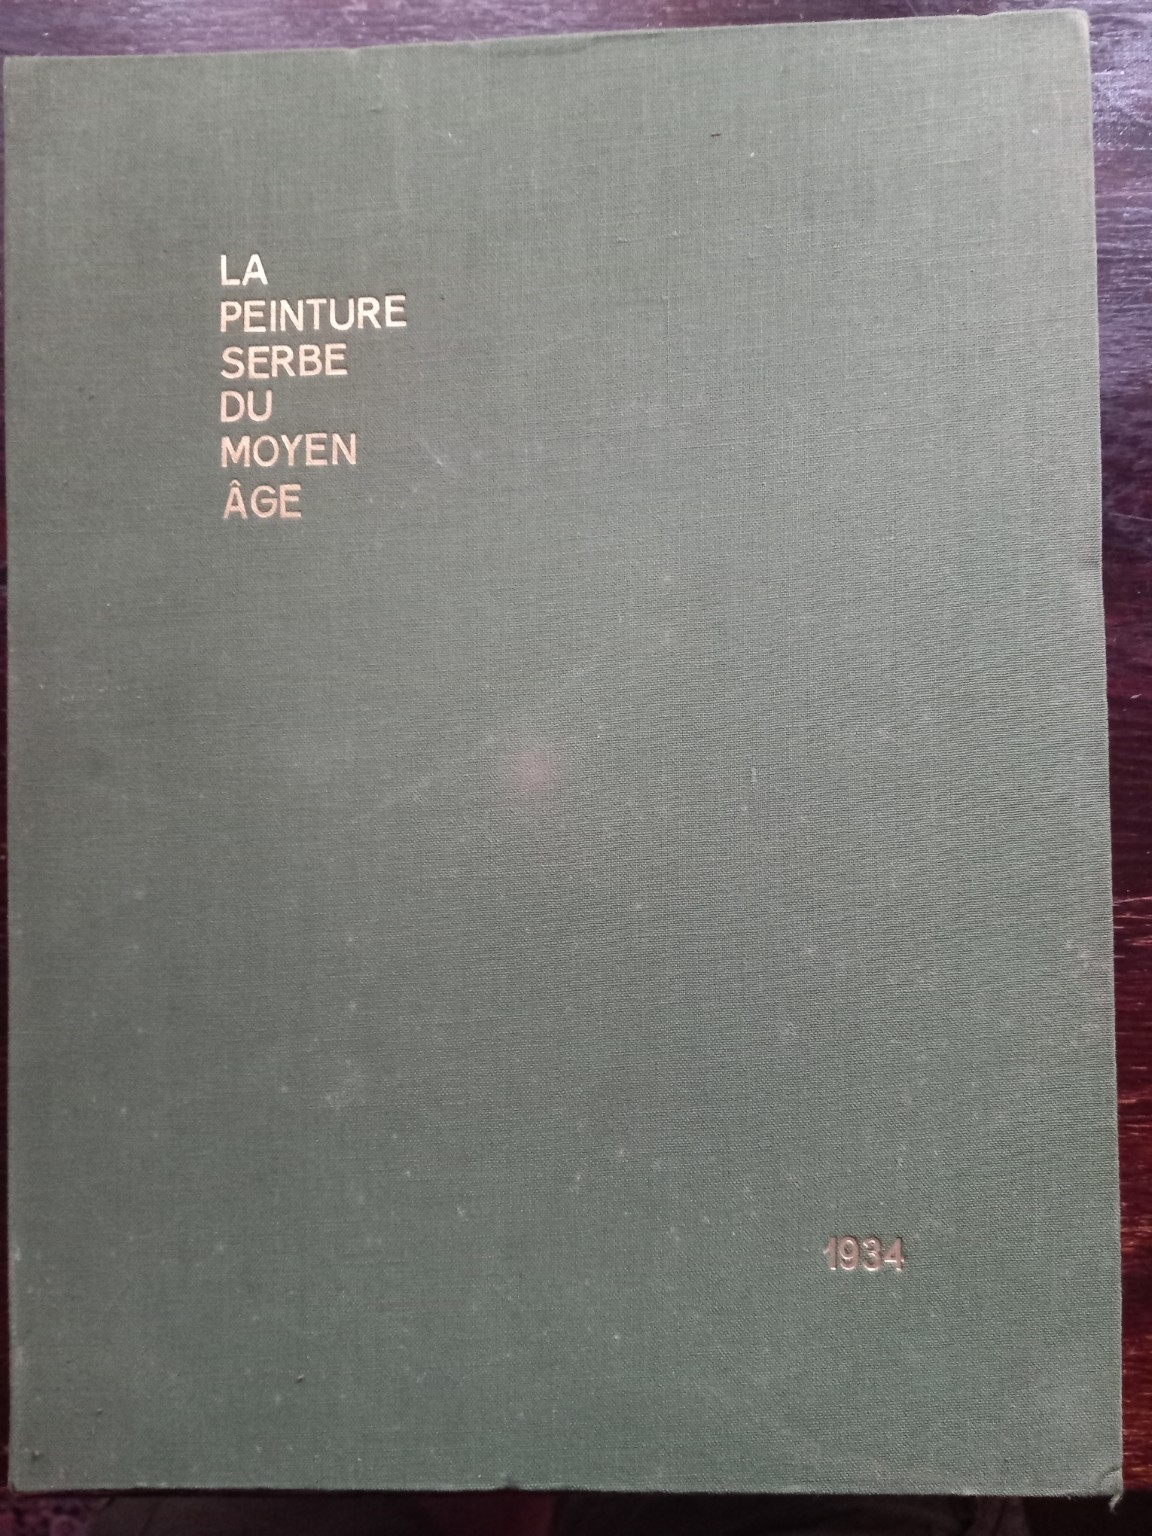 LA
PEINTURE
SERBE
DU
MOYEN
ÂGE
1934